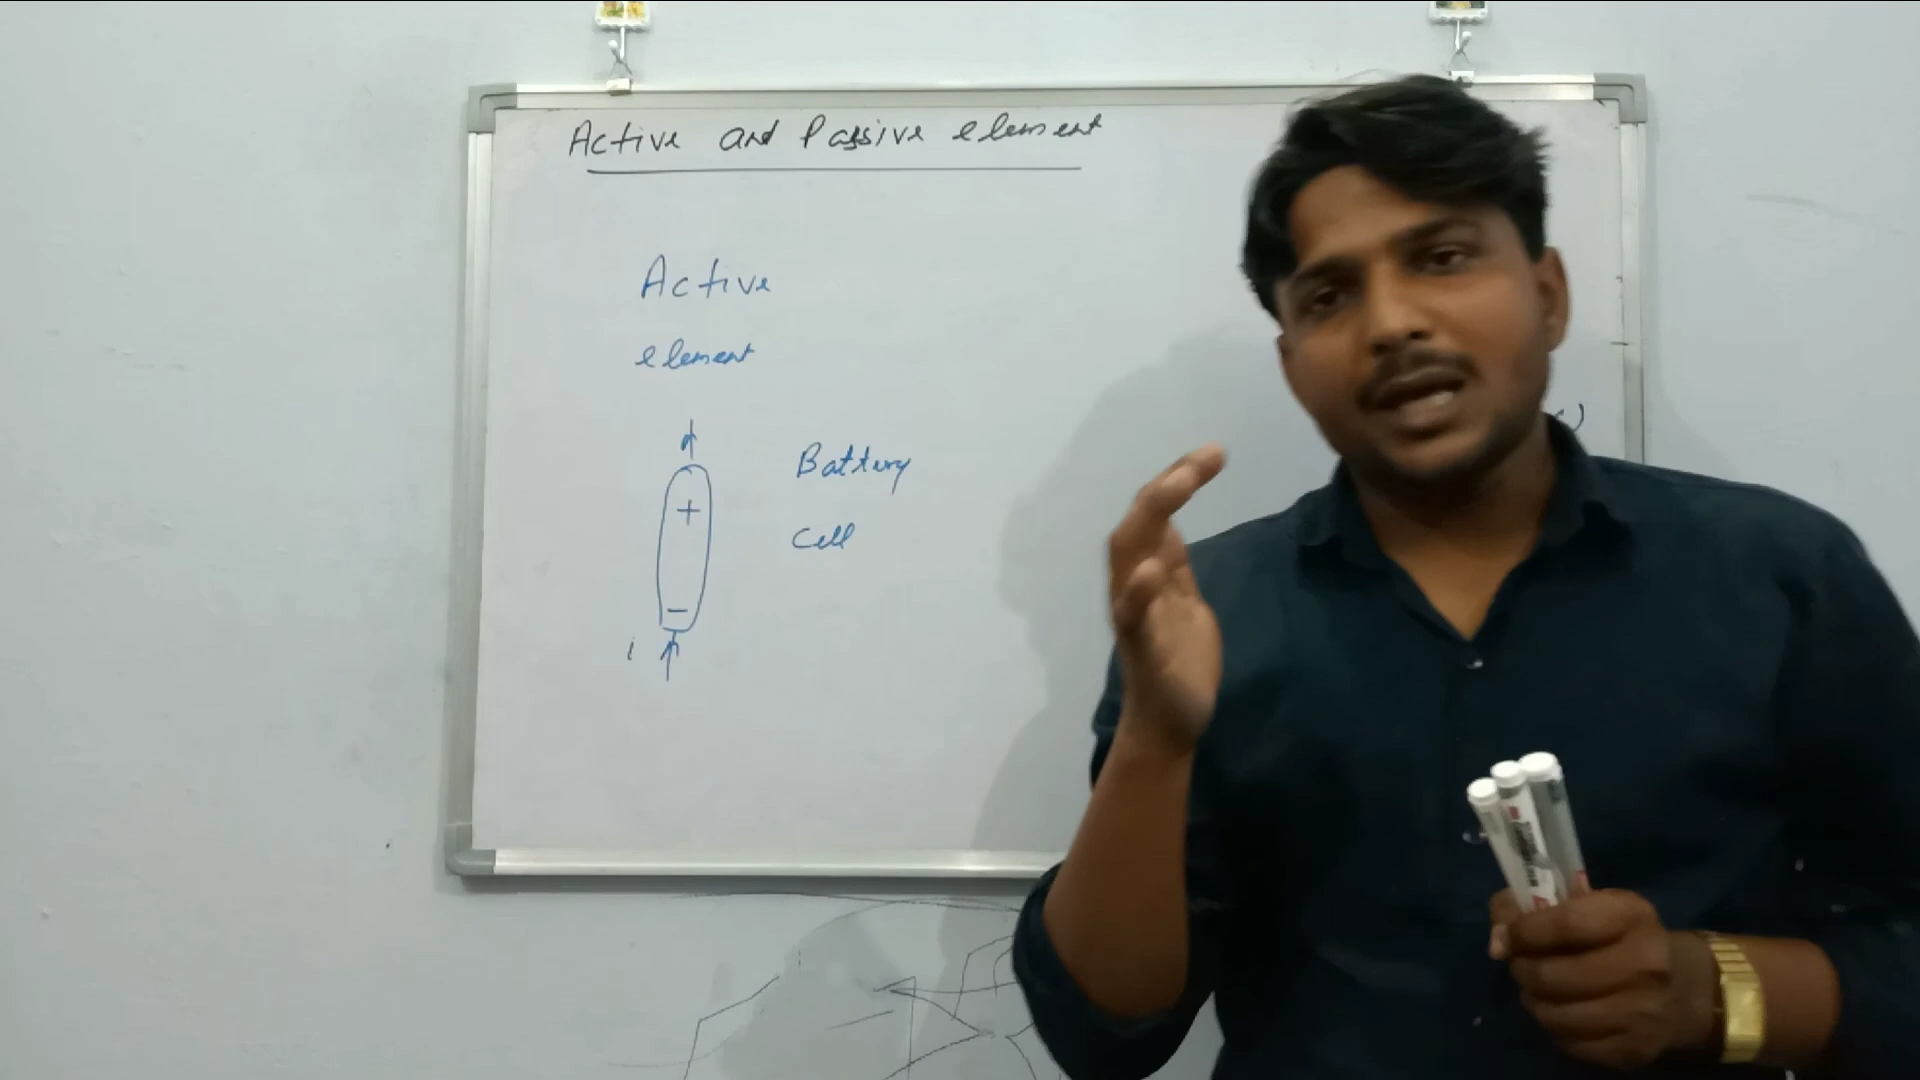 Active and Passive element
Active
element
Battery
Cell
+
-
i